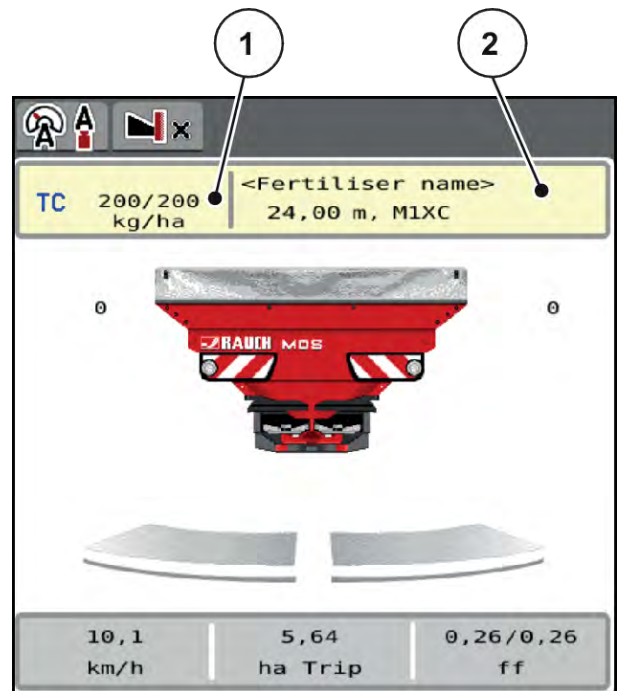 1
2
A
A
x
TC
200/200
kg/ha
<Fertiliser name>
24,00 m, M1XC
0
0
RAUCH MDS
10,1
km/h
5,64
ha Trip
0,26/0,26
ff